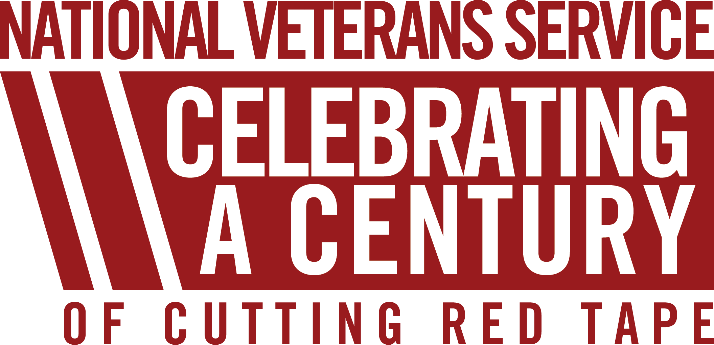 NATIONAL VETERANS SERVICE
CELEBRATING
A CENTURY
OF CUTTING RED TAPE